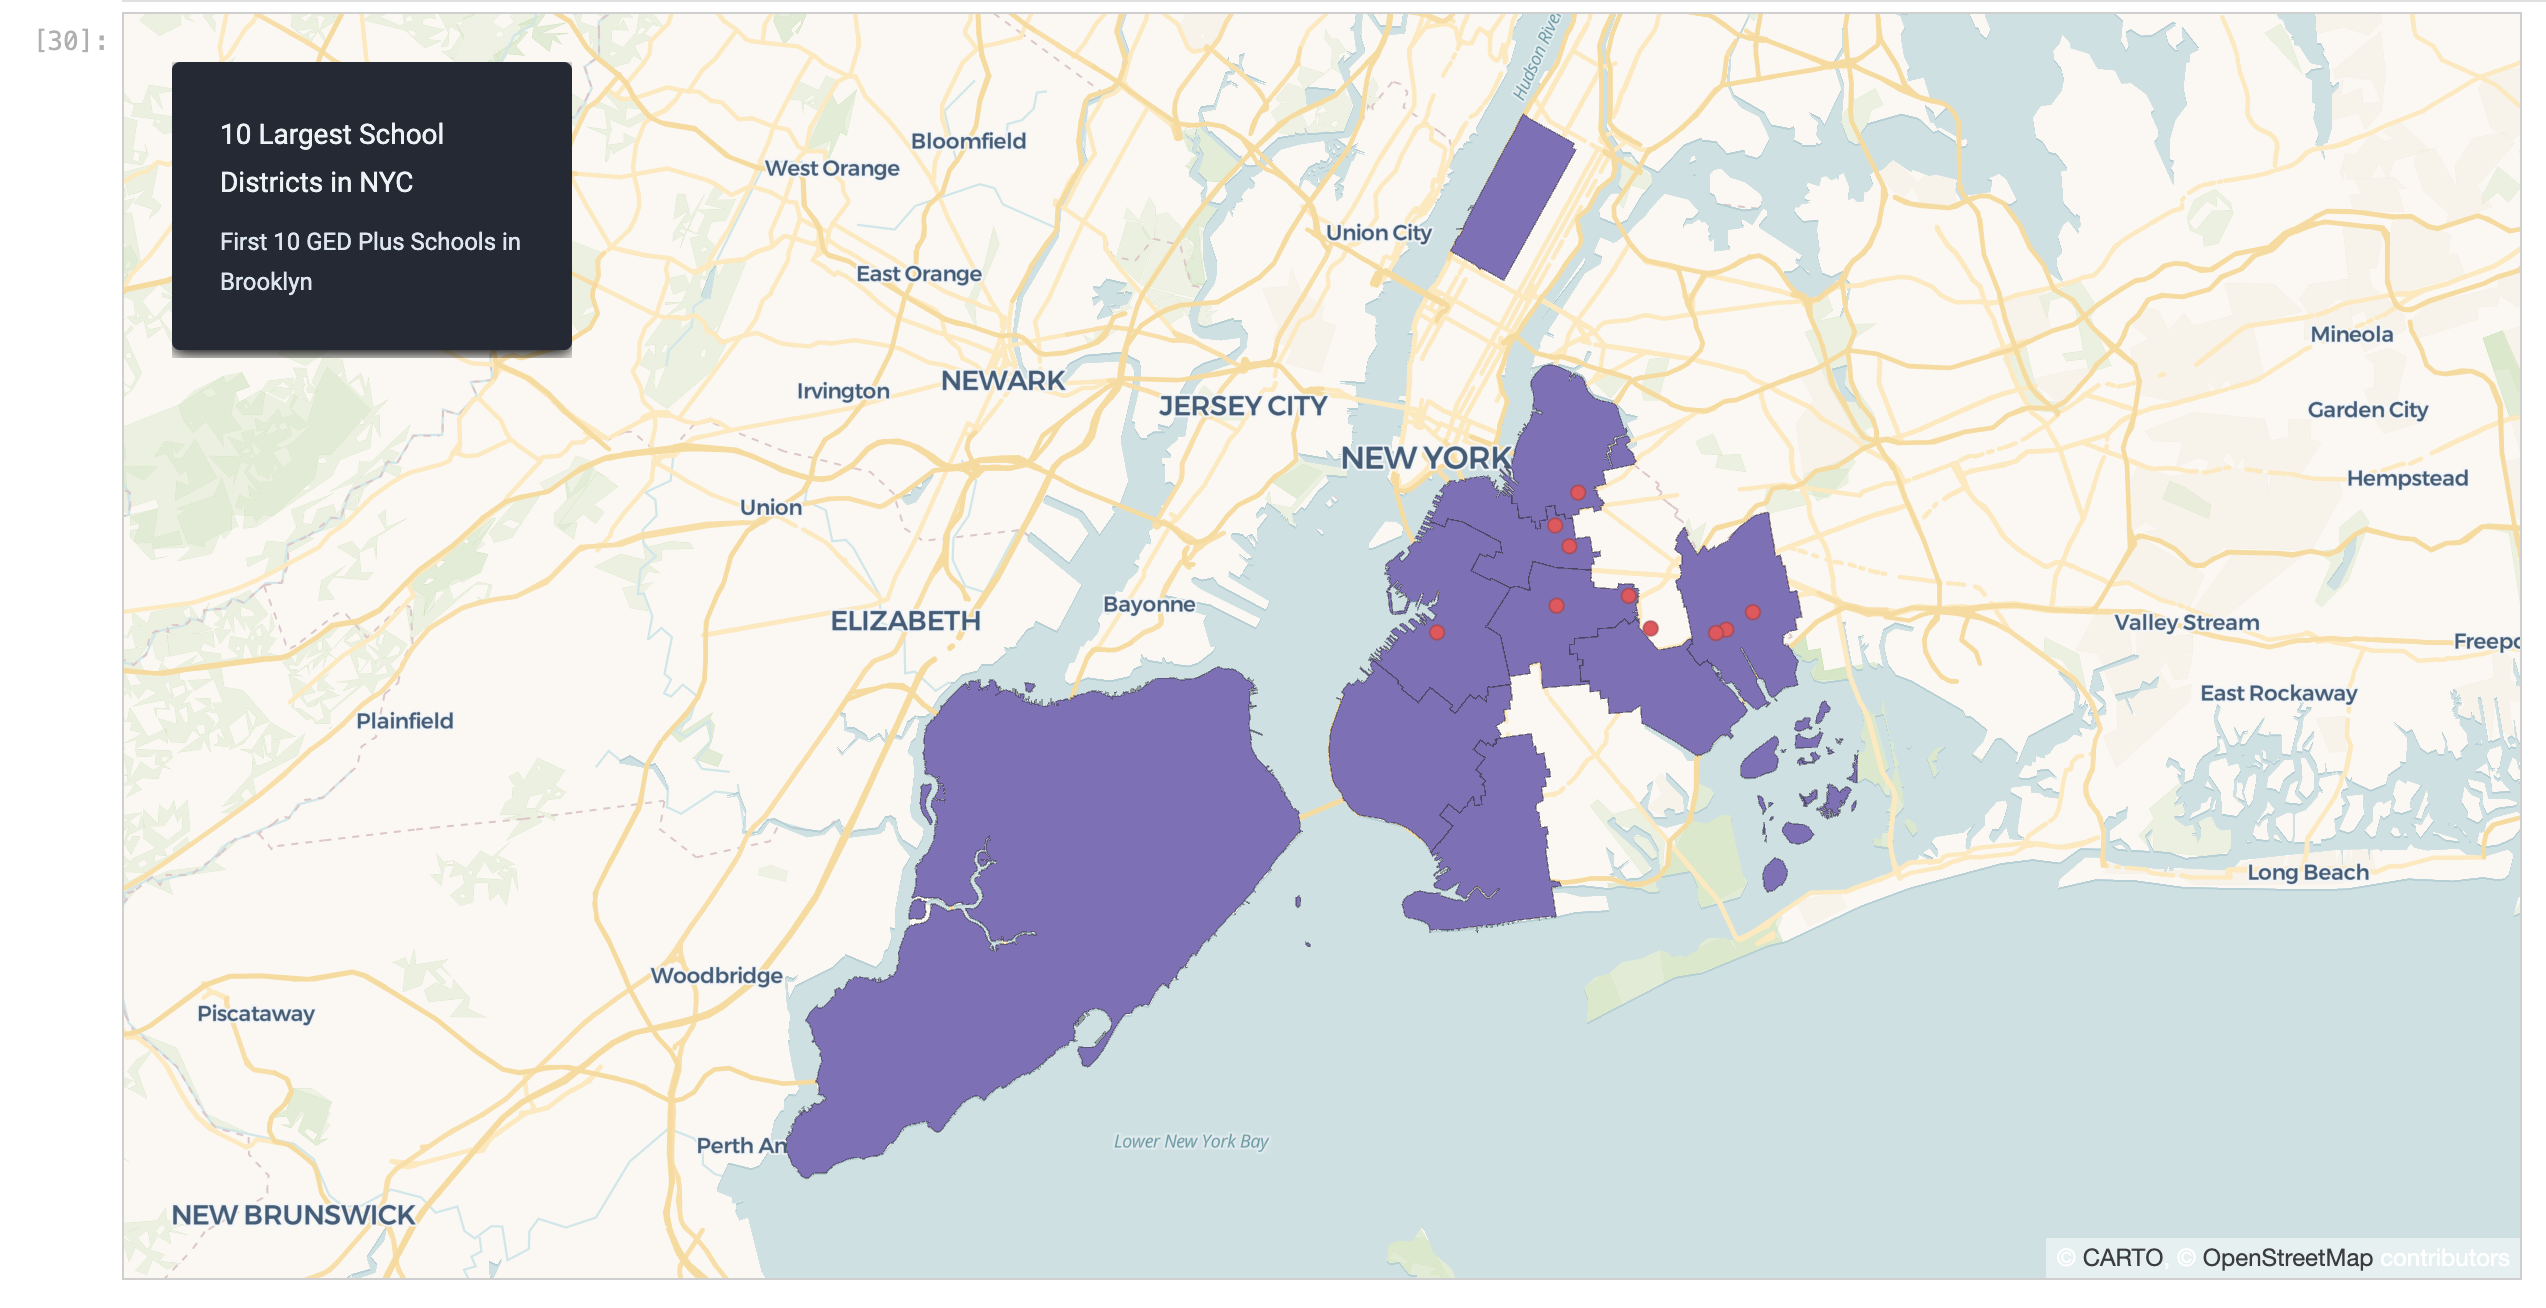 [30]:
10 Largest School
Districts in NYC
First 10 GED Plus Schools in
Brooklyn
Hudson River
Bloomfield
West Orange
Union City
East Orange
Mineola
NEWARK
Irvington
JERSEY CITY
Garden City
NEW YORK
Hempstead
Union
Bayonne
ELIZABETH
Valley Stream
Freepo
East Rockaway
Plainfield
Long Beach
Woodbridge
Piscataway
Lower New York Bay
Perth Am
NEW BRUNSWICK
© CARTO, © OpenStreetMap contributors